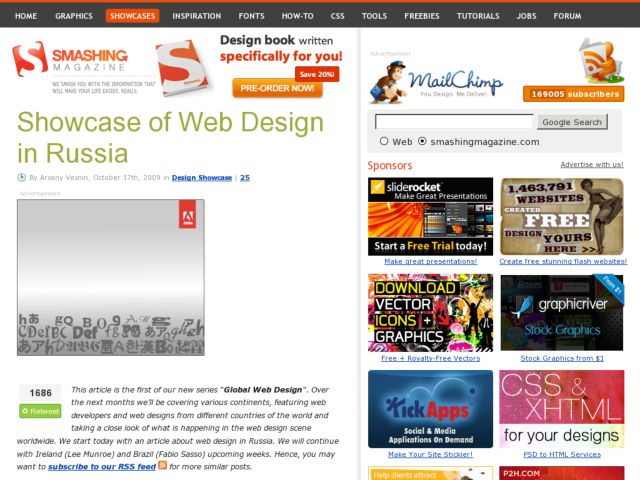 HOME GRAPHICS SHOWCASES INSPIRATION FONTS HOW-TO CSS TOOLS FREEBIES TUTORIALS JOBS FORUM
SMASHING
MAGAZINE
WE SMASH YOU WITH THE INFORMATION THAT
WILL MAKE YOUR LIFE EASIER. REALLY.
Design book written
specifically for you!
Save 20%!
PRE-ORDER NOW!
Showcase of Web Design
in Russia
By Arseny Vesnin, October 17th, 2009 in Design Showcase | 25
Advertisement
Adobe
1686
Retweet
This article is the first of our new series "Global Web Design". Over
the next months we'll be covering various continents, featuring web
developers and web designs from different countries of the world and
taking a close look of what is happening in the web design scene
worldwide. We start today with an article about web design in Russia. We will continue
with Ireland (Lee Munroe) and Brazil (Fabio Sasso) upcoming weeks. Hence, you may
want to subscribe to our RSS feed for more similar posts.
Advertisement
MailChimp
You Design. We Deliver.
169005 subscribers
Google Search
Web smashingmagazine.com
Sponsors
Advertise with us!
sliderocket
Make Great Presentations
Start a Free Trial today!
Make great presentations!
1,463,791
WEBSITES
CREATED
FREE
DESIGN
YOURS
HERE >>
Create free stunning flash websites!
DOWNLOAD
VECTOR
ICONS +
GRAPHICS
Free + Royalty-Free Vectors
From $1
graphicriver
Stock Graphics
Stock Graphics from $1
TickApps
Social & Media
Applications On Demand
Make Your Site Stickier!
CSS &
XHTML
for your designs
PSD to HTML Services
Help clients attract
P2H.COM